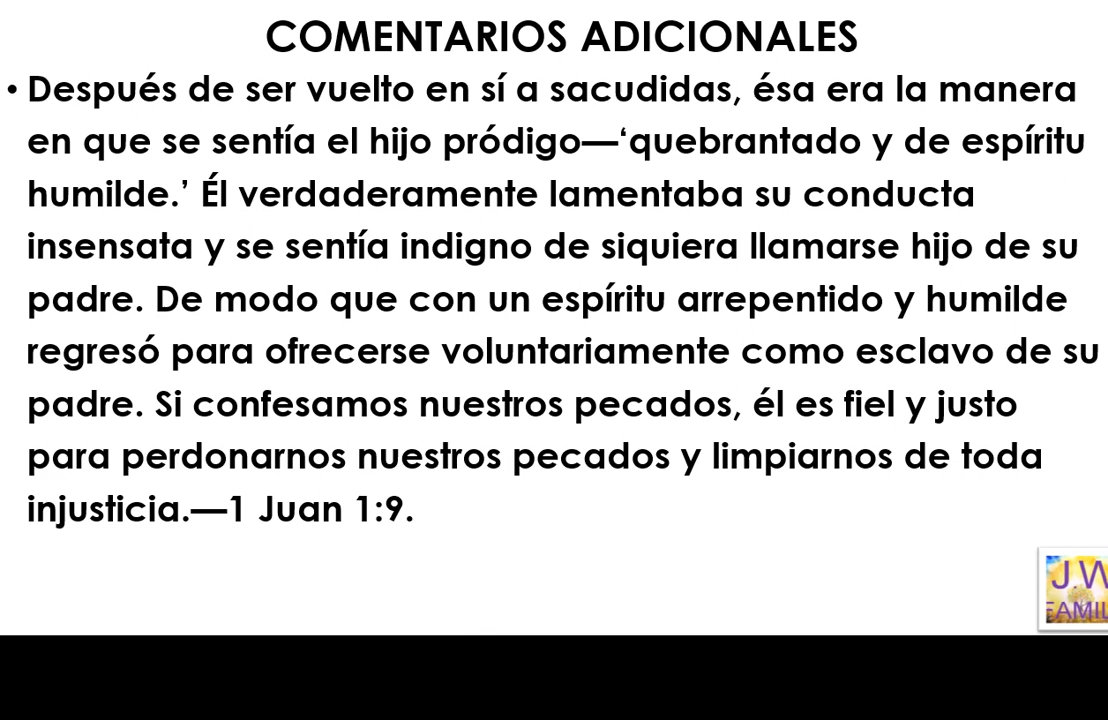 COMENTARIOS ADICIONALES
• Después de ser vuelto en sí a sacudidas, ésa era la manera
en que se sentía el hijo pródigo—‘quebrantado y de espíritu
humilde.’ Él verdaderamente lamentaba su conducta
insensata y se sentía indigno de siquiera llamarse hijo de su
padre. De modo que con un espíritu arrepentido y humilde
regresó para ofrecerse voluntariamente como esclavo de su
padre. Si confesamos nuestros pecados, él es fiel y justo
para perdonarnos nuestros pecados y limpiarnos de toda
injusticia.—1 Juan 1:9.
J.W